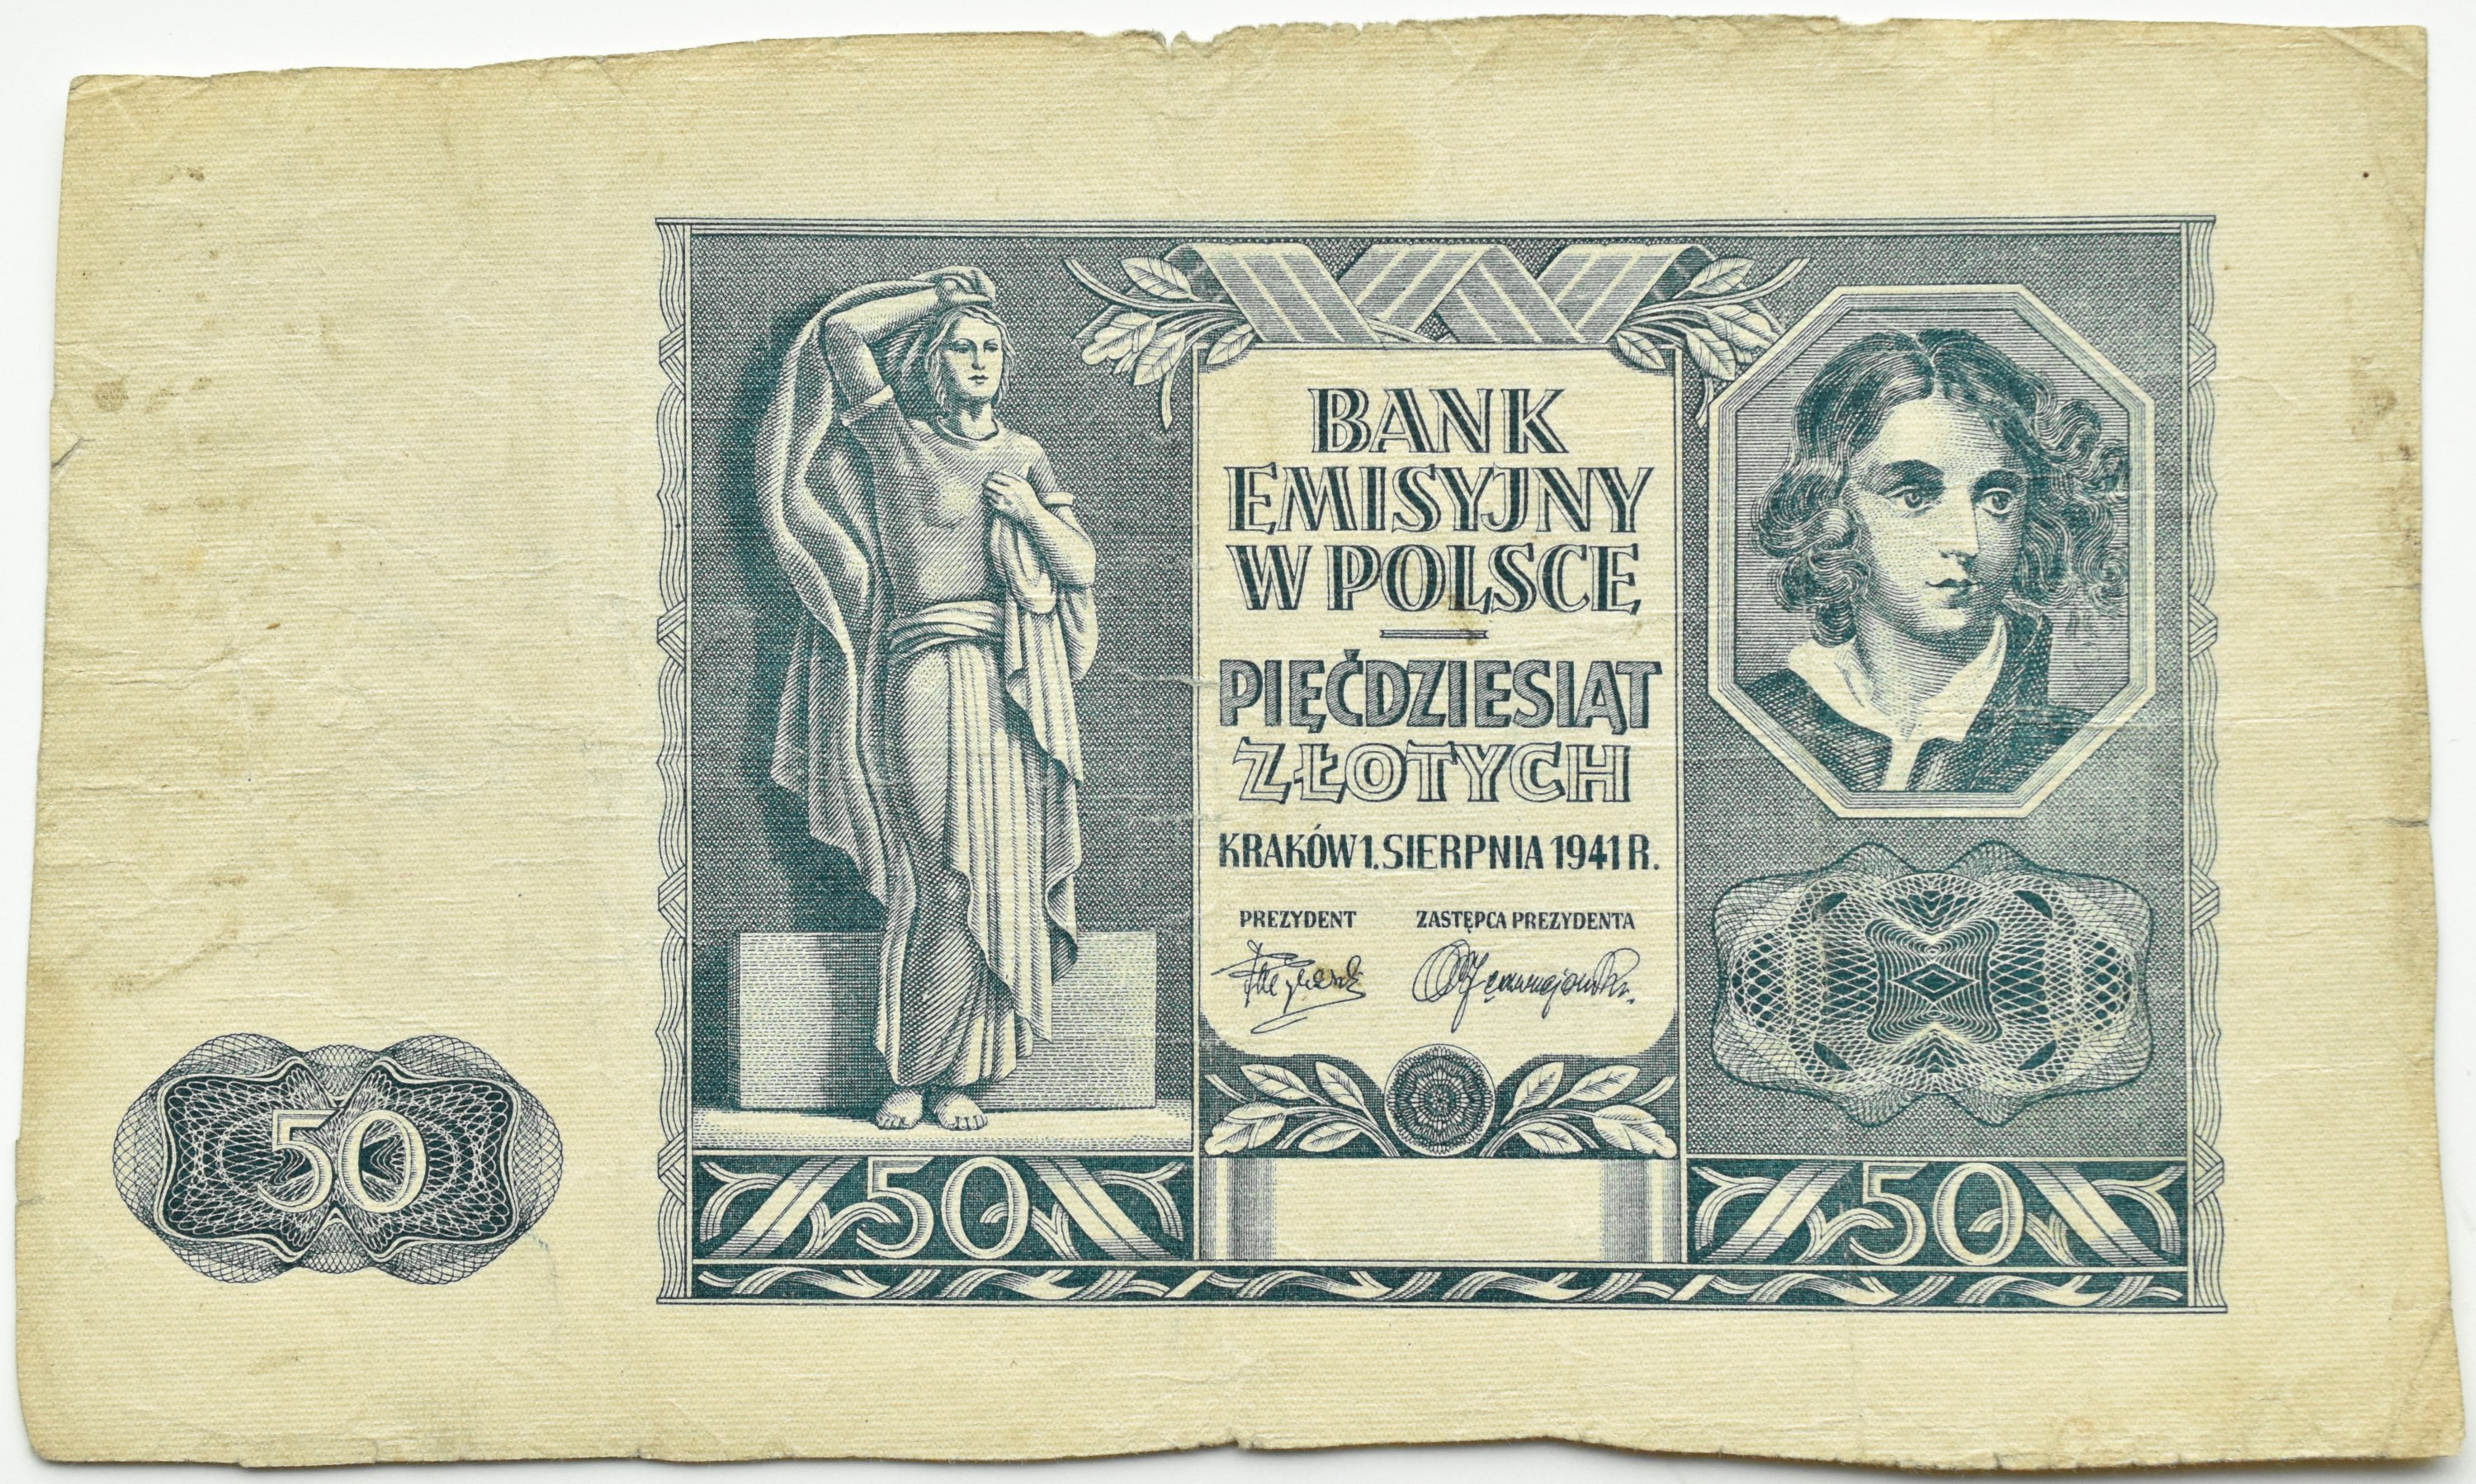 BANK
EMISYJNY
W POLSCE
PIĘĆDZIESIĄT
ZŁOTYCH
KRAKÓW 1. SIERPNIA 1941 R.
PREZYDENT ZASTĘPCA PREZYDENTA
50
50
50